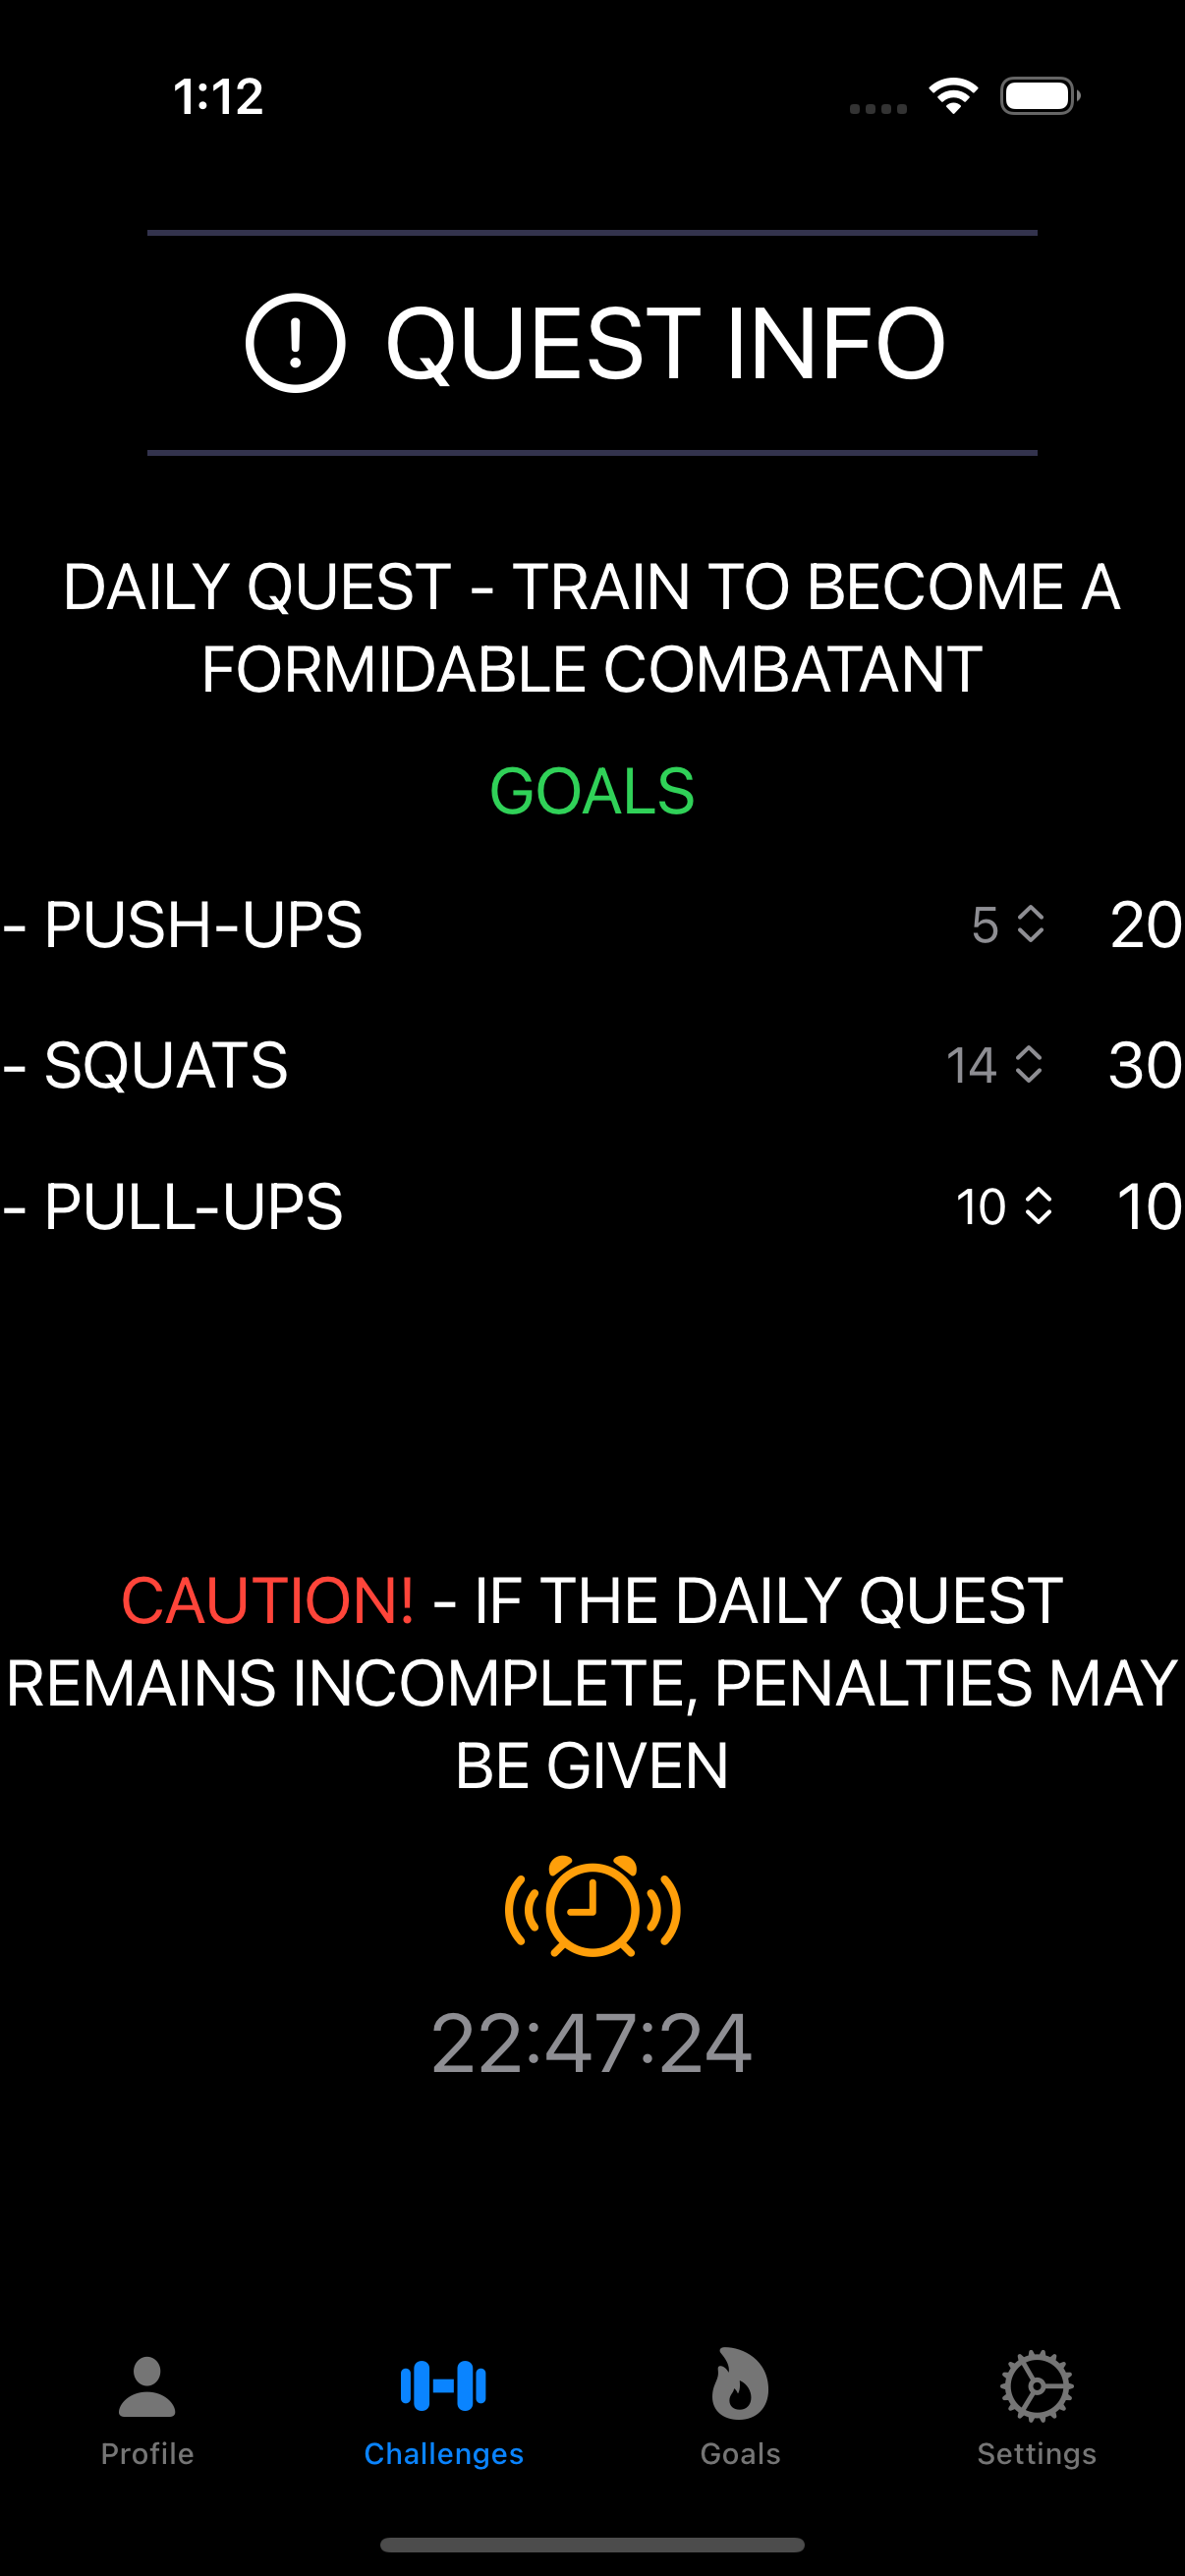 1:12
QUEST INFO
DAILY QUEST - TRAIN TO BECOME A
FORMIDABLE COMBATANT
GOALS
- PUSH-UPS 5 20
- SQUATS 14 30
- PULL-UPS 10 10
CAUTION! - IF THE DAILY QUEST
REMAINS INCOMPLETE, PENALTIES MAY
BE GIVEN
22:47:24
Profile Challenges Goals Settings